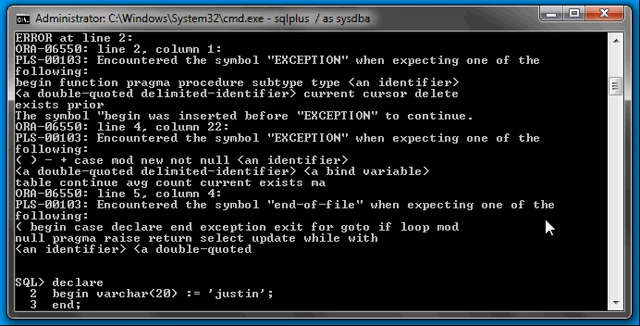 Administrator: C:\Windows\System32\cmd.exe - sqlplus  / as sysdba
ERROR at line 2:
ORA-06550: line 2, column 1:
PLS-00103: Encountered the symbol "EXCEPTION" when expecting one of the
following:
begin function pragma procedure subtype type <an identifier>
<a double-quoted delimited-identifier> current cursor delete
exists prior
The symbol "begin was inserted before "EXCEPTION" to continue.
ORA-06550: line 4, column 22:
PLS-00103: Encountered the symbol "EXCEPTION" when expecting one of the
following:
( ) - + case mod new not null <an identifier>
<a double-quoted delimited-identifier> <a bind variable>
table continue avg count current exists ma
ORA-06550: line 5, column 4:
PLS-00103: Encountered the symbol "end-of-file" when expecting one of the
following:
( begin case declare end exception exit for goto if loop mod
null pragma raise return select update while with
<an identifier> <a double-quoted
SQL> declare
2  begin varchar(20) := 'justin';
3  end;